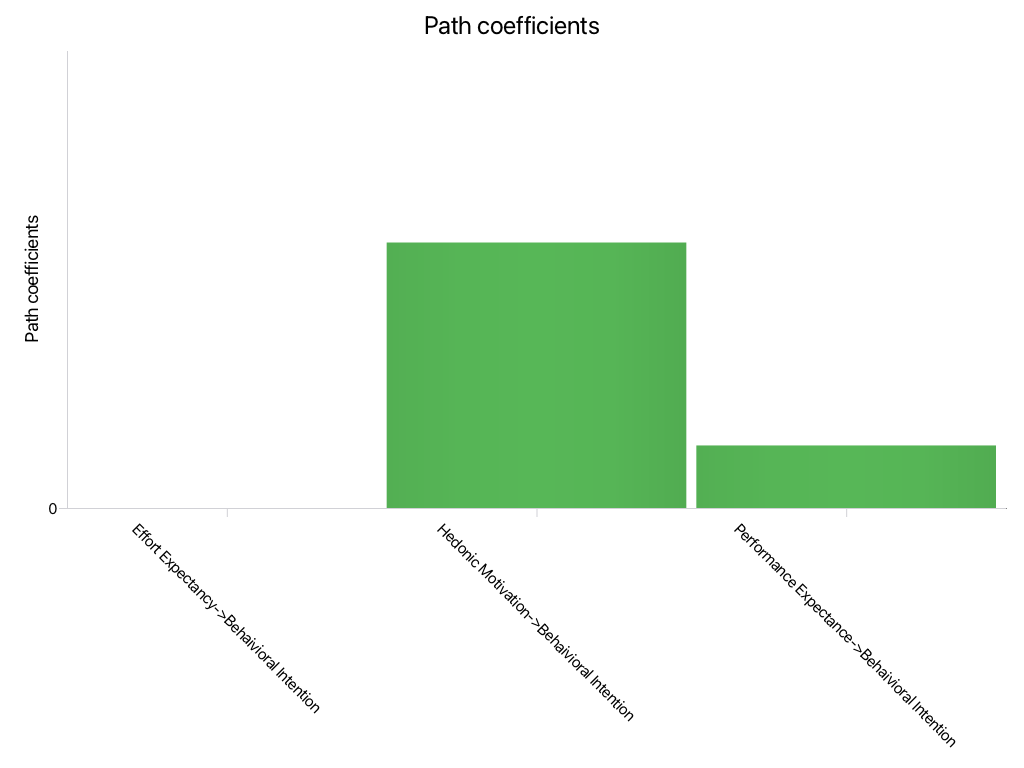 Path coefficients
Path coefficients
0
Effort Expectancy->Behaivioral Intention
Hedonic Motivation->Behaivioral Intention
Performance Expectance->Behaivioral Intention